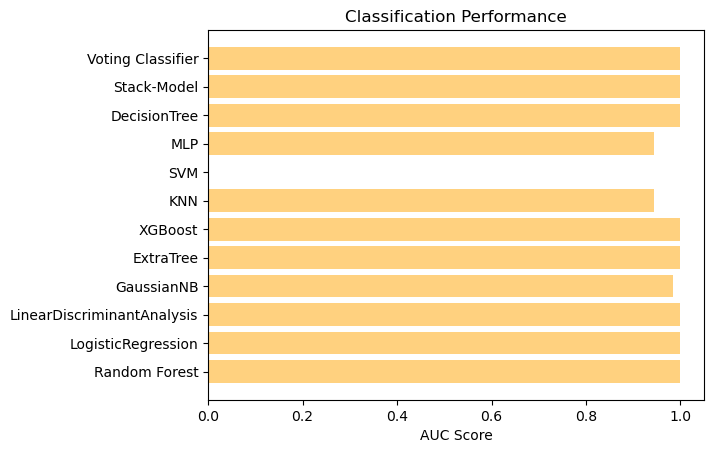 Classification Performance
Voting Classifier
Stack-Model
DecisionTree
MLP
SVM
KNN
XGBoost
ExtraTree
GaussianNB
LinearDiscriminantAnalysis
LogisticRegression
Random Forest
0.0 0.2 0.4 0.6 0.8 1.0
AUC Score